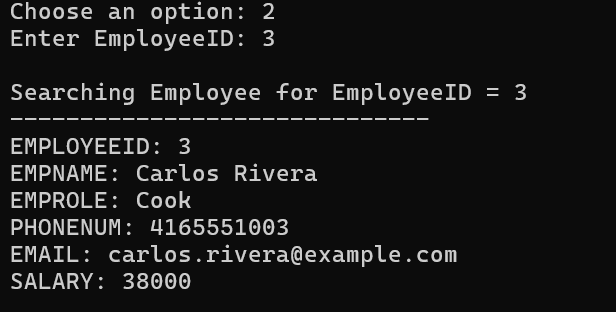 Choose an option: 2
Enter EmployeeID: 3
Searching Employee for EmployeeID = 3
------------------------------
EMPLOYEEID: 3
EMPNAME: Carlos Rivera
EMPROLE: Cook
PHONENUM: 4165551003
EMAIL: carlos.rivera@example.com
SALARY: 38000